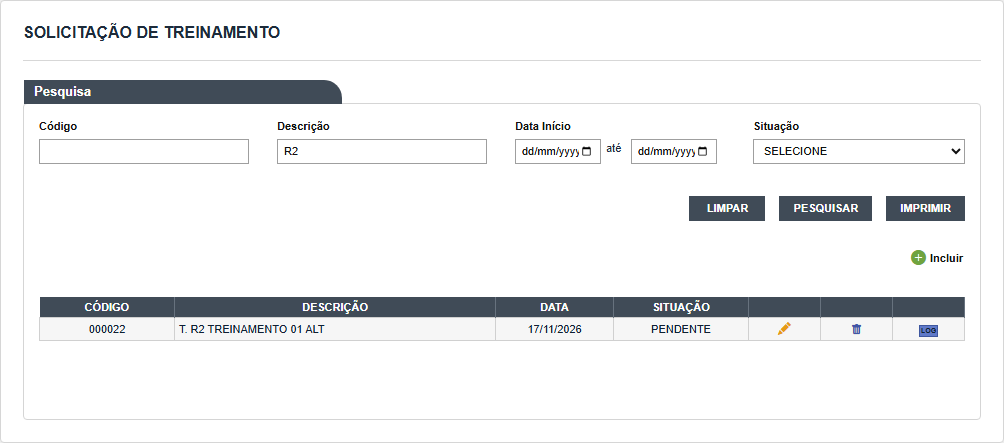 SOLICITAÇÃO DE TREINAMENTO
Pesquisa
Código Descrição Data Início Situação
R2 dd/mm/yyyy até dd/mm/yyyy SELECIONE
LIMPAR PESQUISAR IMPRIMIR
Incluir
CÓDIGO DESCRIÇÃO DATA SITUAÇÃO
000022 T. R2 TREINAMENTO 01 ALT 17/11/2026 PENDENTE LOG